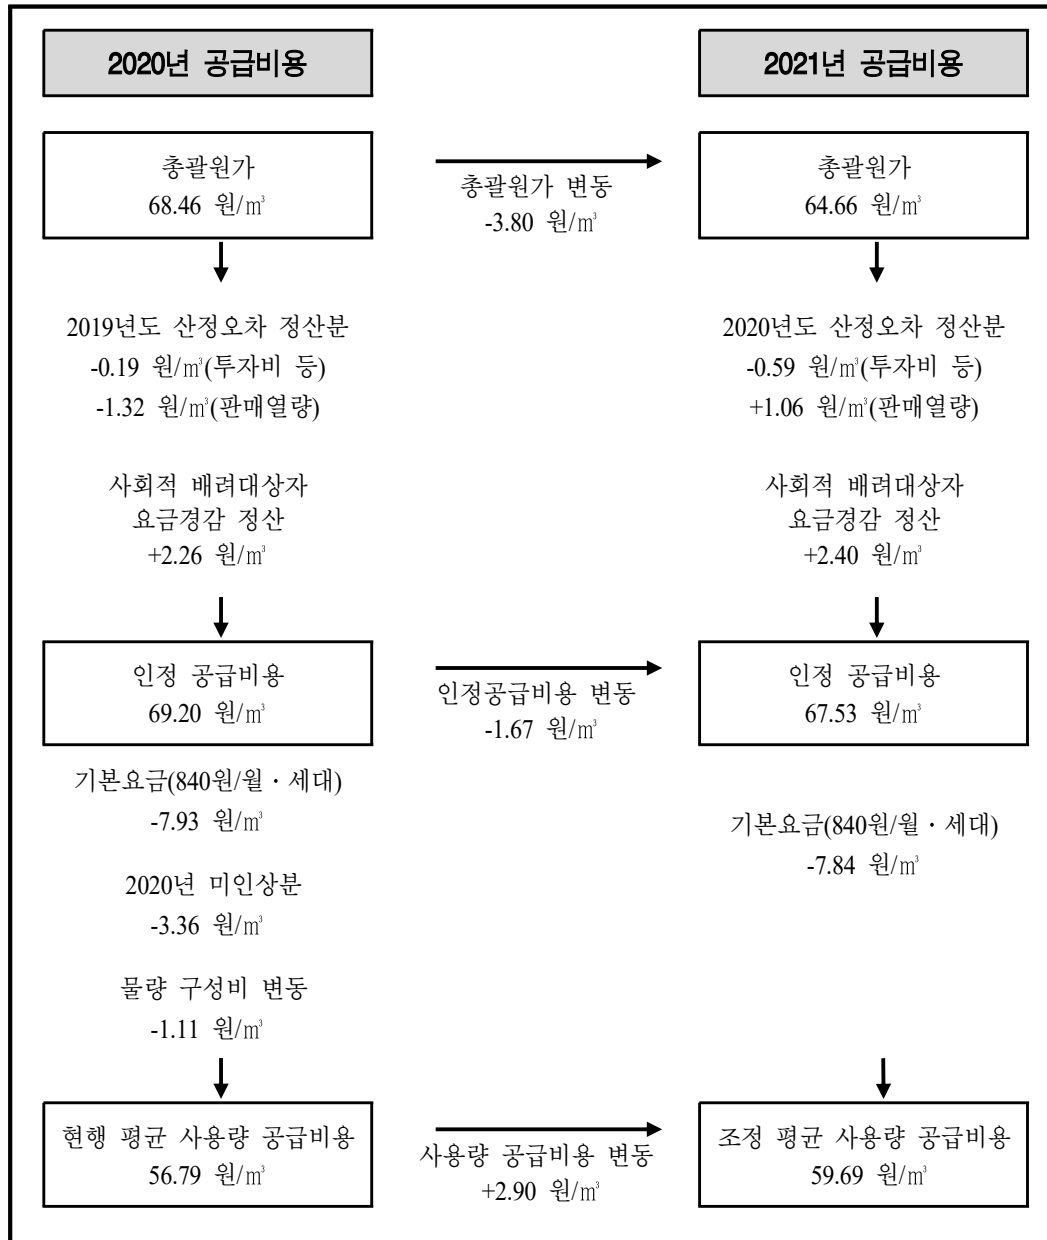 2020년 공급비용
2021년 공급비용
총괄원가
68.46 원/㎥
총괄원가 변동
-3.80 원/㎥
총괄원가
64.66 원/㎥
2019년도 산정오차 정산분
-0.19 원/㎥(투자비 등)
-1.32 원/㎥(판매열량)
2020년도 산정오차 정산분
-0.59 원/㎥(투자비 등)
+1.06 원/㎥(판매열량)
사회적 배려대상자
요금경감 정산
+2.26 원/㎥
사회적 배려대상자
요금경감 정산
+2.40 원/㎥
인정 공급비용
69.20 원/㎥
인정공급비용 변동
-1.67 원/㎥
인정 공급비용
67.53 원/㎥
기본요금(840원/월・세대)
-7.93 원/㎥
2020년 미인상분
-3.36 원/㎥
물량 구성비 변동
-1.11 원/㎥
기본요금(840원/월・세대)
-7.84 원/㎥
현행 평균 사용량 공급비용
56.79 원/㎥
사용량 공급비용 변동
+2.90 원/㎥
조정 평균 사용량 공급비용
59.69 원/㎥